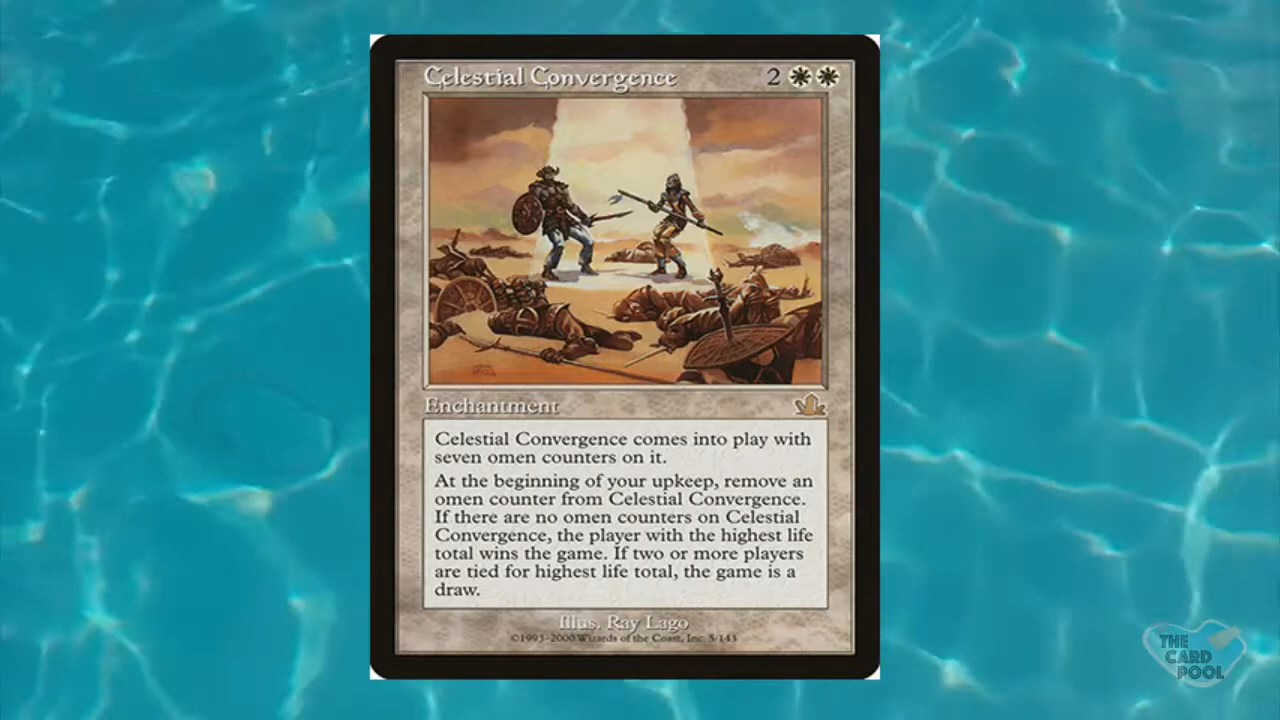 Celestial Convergence 2
Enchantment
Celestial Convergence comes into play with
seven omen counters on it.
At the beginning of your upkeep, remove an
omen counter from Celestial Convergence.
If there are no omen counters on Celestial
Convergence, the player with the highest life
total wins the game. If two or more players
are tied for highest life total, the game is a
draw.
Illus. Ray Lago
©1993-2000 Wizards of the Coast, Inc. 5/143
THE
CARD
POOL